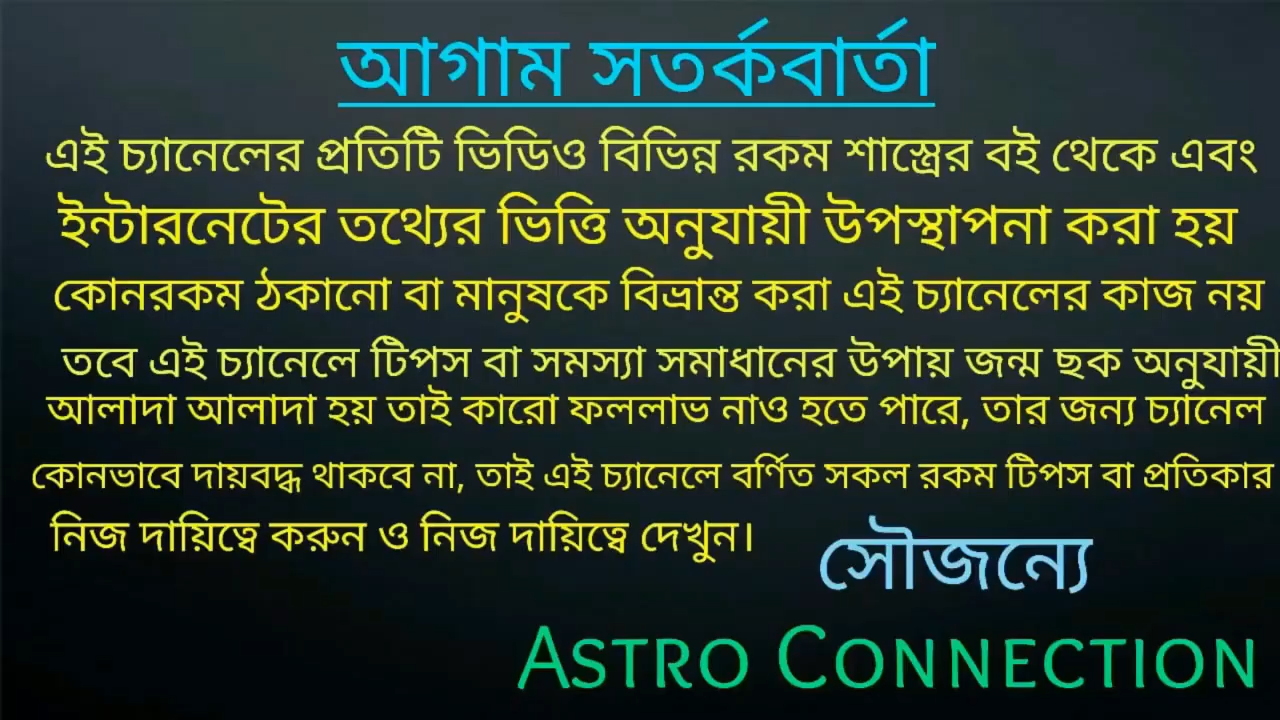 আগাম সতর্কবার্তা
এই চ্যানেলের প্রতিটি ভিডিও বিভিন্ন রকম শাস্ত্রের বই থেকে এবং
ইন্টারনেটের তথ্যের ভিত্তি অনুযায়ী উপস্থাপনা করা হয়
কোনরকম ঠকানো বা মানুষকে বিভ্রান্ত করা এই চ্যানেলের কাজ নয়
তবে এই চ্যানেলে টিপস বা সমস্যা সমাধানের উপায় জন্ম ছক অনুযায়ী
আলাদা আলাদা হয় তাই কারো ফললাভ নাও হতে পারে, তার জন্য চ্যানেল
কোনভাবে দায়বদ্ধ থাকবে না, তাই এই চ্যানেলে বর্ণিত সকল রকম টিপস বা প্রতিকার
নিজ দায়িত্বে করুন ও নিজ দায়িত্বে দেখুন।
সৌজন্যে
ASTRO CONNECTION